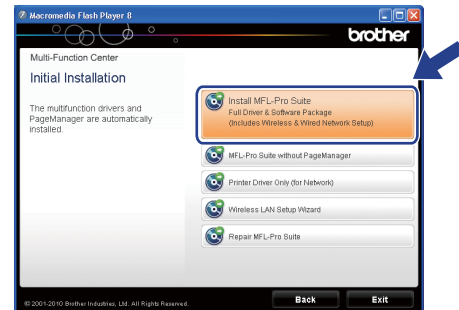 Macromedia Flash Player 8
brother
Multi-Function Center
Initial Installation
The multifunction drivers and
PageManager are automatically
installed.
Install MFL-Pro Suite
Full Driver & Software Package
(Includes Wireless & Wired Network Setup)
MFL-Pro Suite without PageManager
Printer Driver Only (for Network)
Wireless LAN Setup Wizard
Repair MFL-Pro Suite
© 2001-2010 Brother Industries, Ltd. All Rights Reserved.
Back
Exit